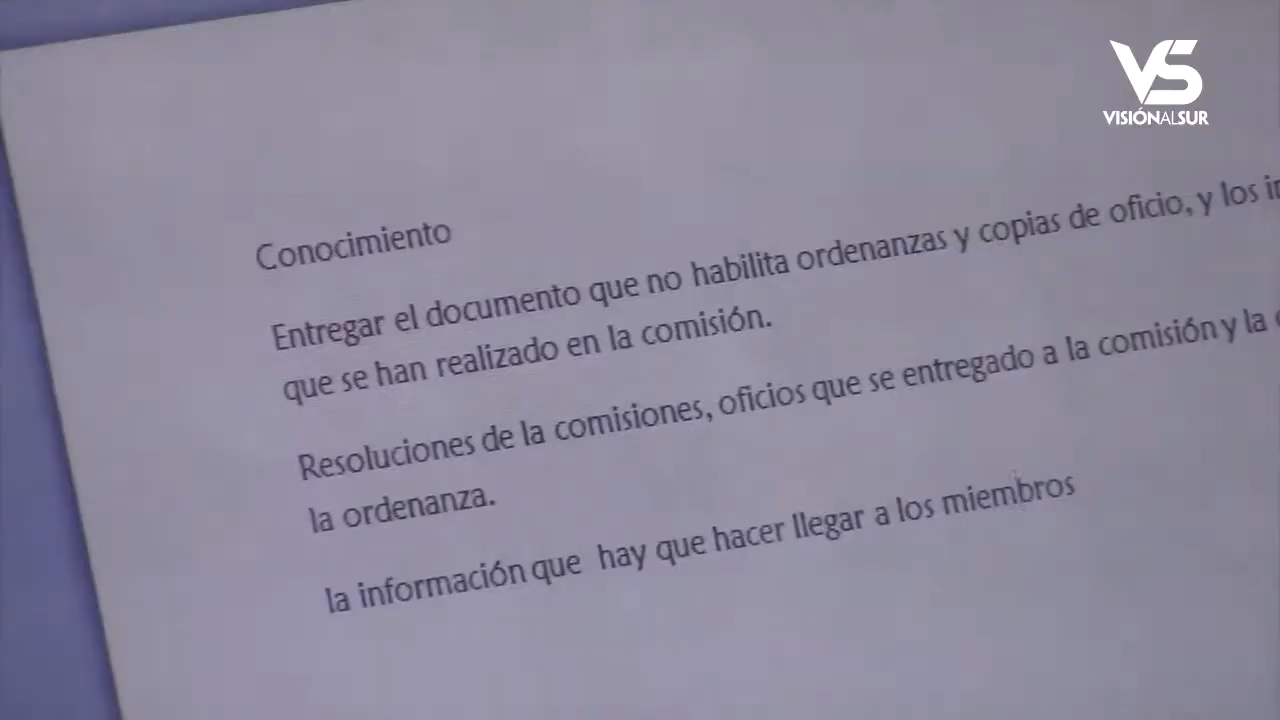 VS
VISIÓNALSUR
Conocimiento
Entregar el documento que no habilita ordenanzas y copias de oficio, y los
que se han realizado en la comisión.
Resoluciones de la comisiones, oficios que se entregado a la comisión y la
la ordenanza.
la información que hay que hacer llegar a los miembros